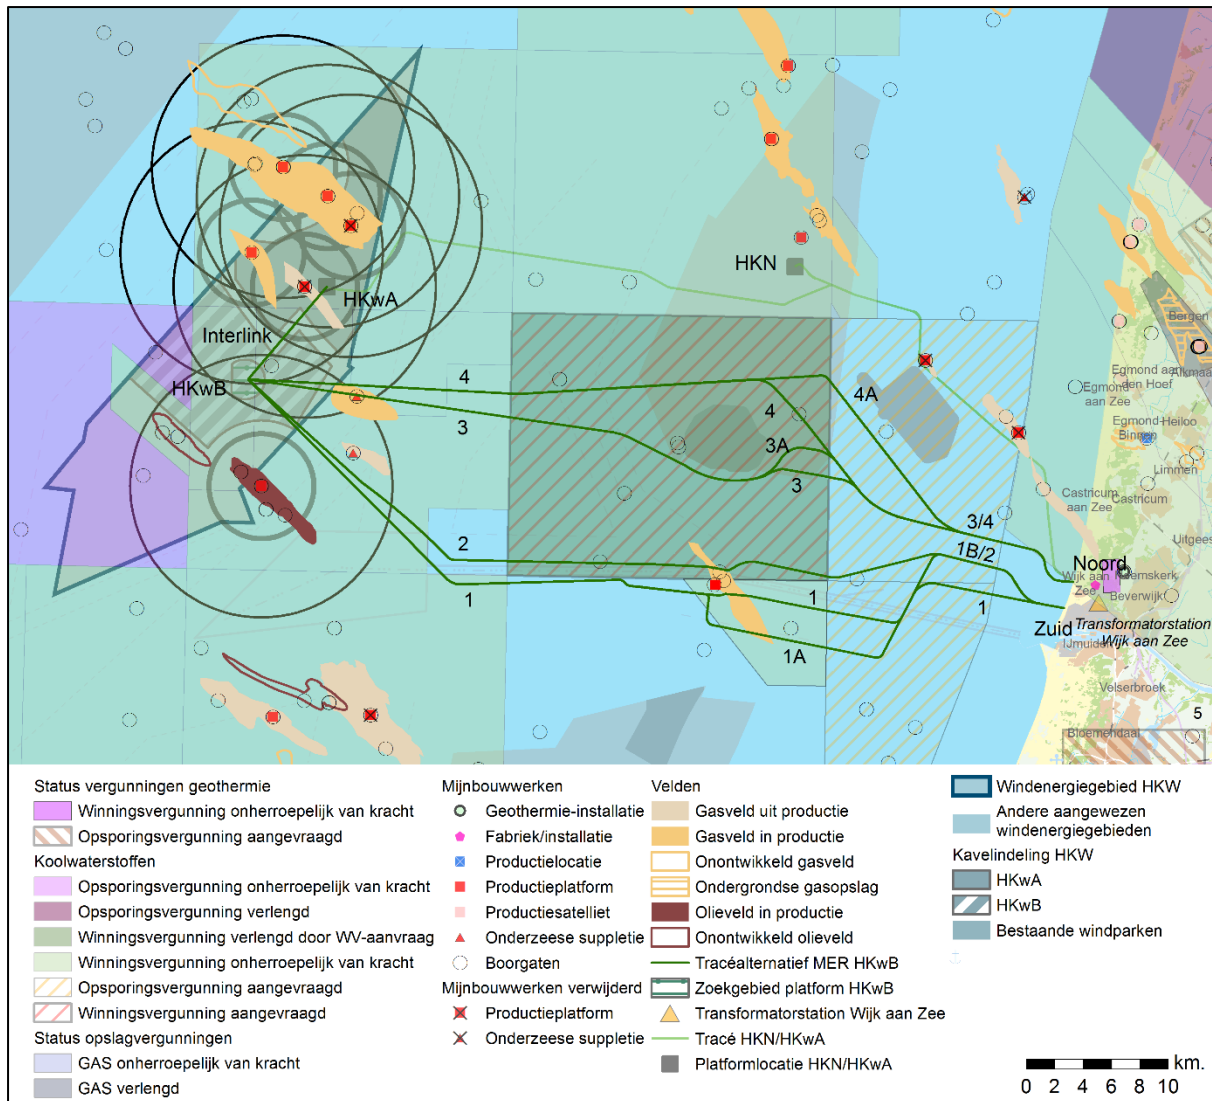 HKN
HKwA
Interlink
HKwB
4
3
4A
4
3A
3
2
1
3/4
1B/2
1
1
1A
Noord
Zuid
Transformatorstation
Wijk aan Zee
Bergen
Alkmaar
Egmond aan
den Hoef
Egmond
aan Zee
Egmond-
Binnen
Heiloo
Limmen
Castricum
aan Zee
Castricum
Uitgees
Wijk aan
Zee
Heemskerk
Beverwijk
IJmuiden
Velserbroek
Bloemendaal
5
Status vergunningen geothermie
Winningsvergunning onherroepelijk van kracht
Opsporingsvergunning aangevraagd
Koolwaterstoffen
Opsporingsvergunning onherroepelijk van kracht
Opsporingsvergunning verlengd
Winningsvergunning verlengd door WV-aanvraag
Winningsvergunning onherroepelijk van kracht
Opsporingsvergunning aangevraagd
Winningsvergunning aangevraagd
Status opslagvergunningen
GAS onherroepelijk van kracht
GAS verlengd
Mijnbouwwerken
Geothermie-installatie
Fabriek/installatie
Productielocatie
Productieplatform
Productiesatelliet
Onderzeese suppletie
Boorgaten
Mijnbouwwerken verwijderd
Productieplatform
Onderzeese suppletie
Velden
Gasveld uit productie
Gasveld in productie
Onontwikkeld gasveld
Ondergrondse gasopslag
Olieveld in productie
Onontwikkeld olieveld
Tracéalternatief MER HKwB
Zoekgebied platform HKwB
Transformatorstation Wijk aan Zee
Tracé HKN/HKwA
Platformlocatie HKN/HKwA
Windenergiegebied HKW
Andere aangewezen
windenergiegebieden
Kavelindeling HKW
HKwA
HKwB
Bestaande windparken
km.
0 2 4 6 8 10